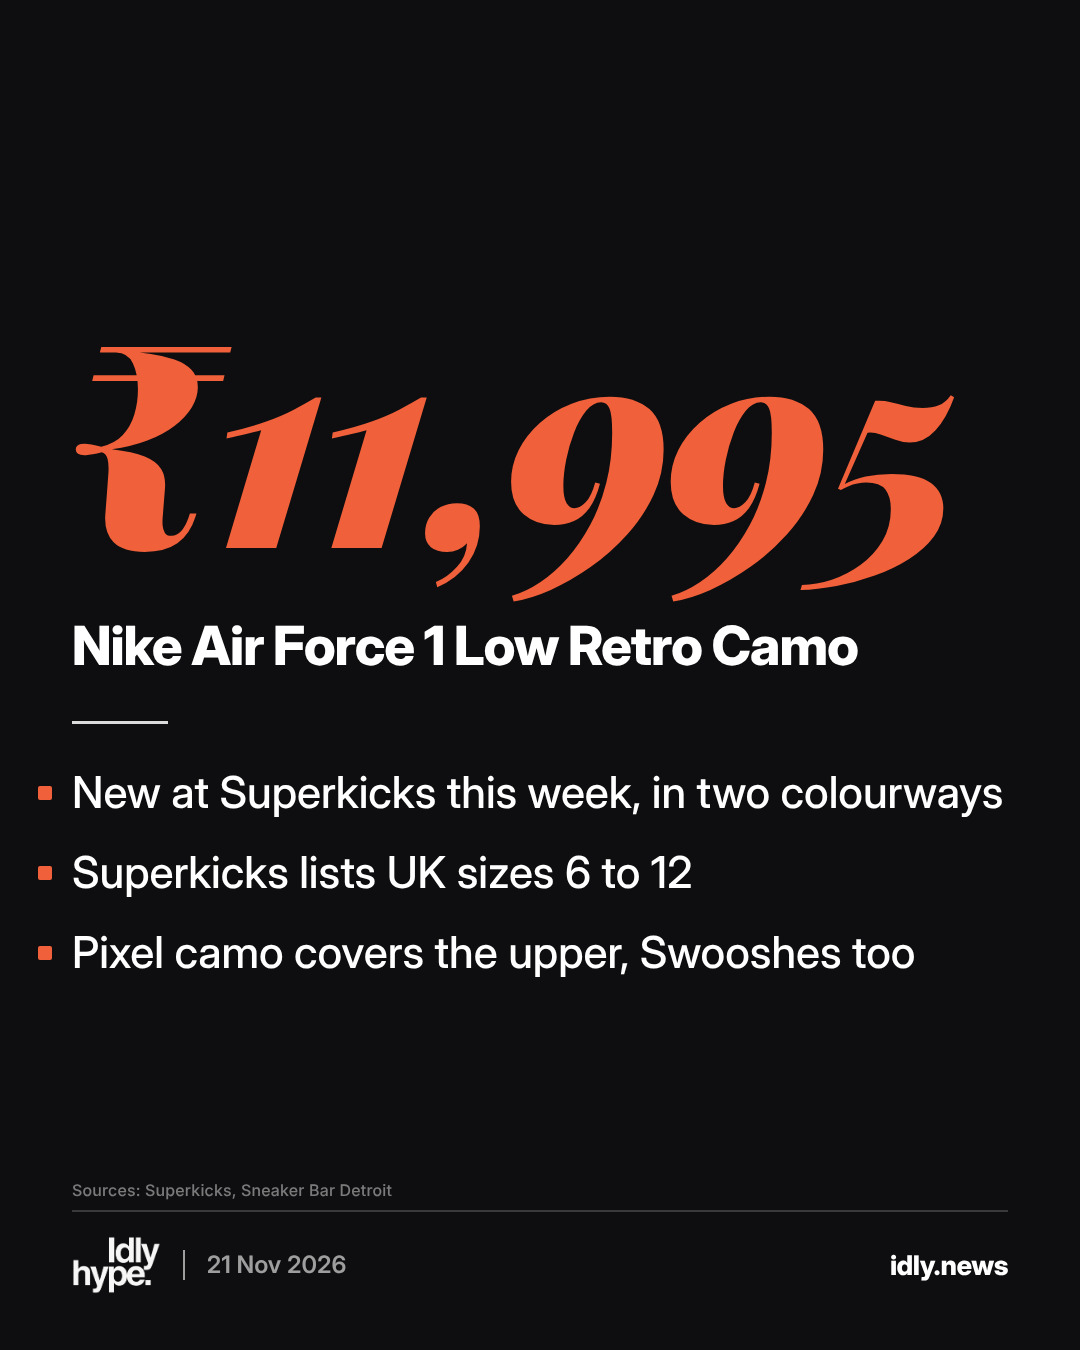 ₹11,995
Nike Air Force 1 Low Retro Camo
New at Superkicks this week, in two colourways
Superkicks lists UK sizes 6 to 12
Pixel camo covers the upper, Swooshes too
Sources: Superkicks, Sneaker Bar Detroit
Idly
hype.
21 Nov 2026
idly.news